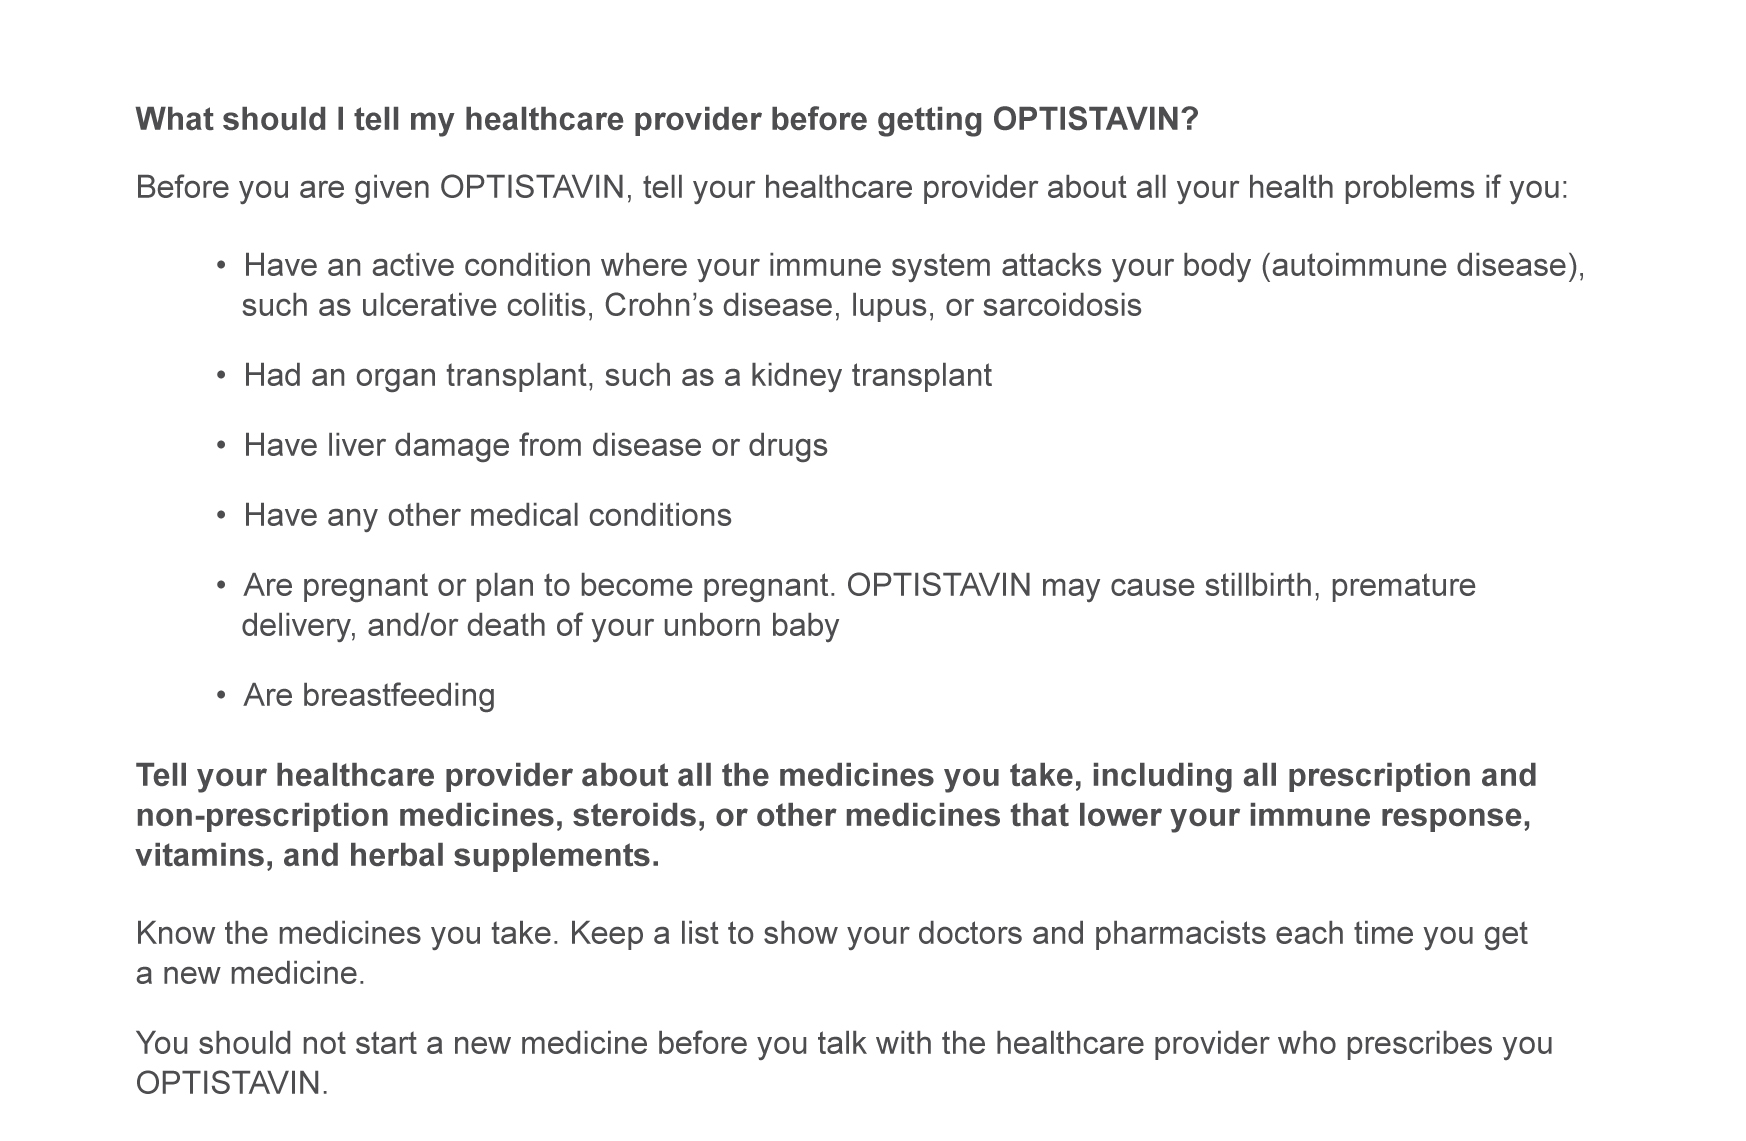 What should I tell my healthcare provider before getting OPTISTAVIN?
Before you are given OPTISTAVIN, tell your healthcare provider about all your health problems if you:
• Have an active condition where your immune system attacks your body (autoimmune disease),
such as ulcerative colitis, Crohn’s disease, lupus, or sarcoidosis
• Had an organ transplant, such as a kidney transplant
• Have liver damage from disease or drugs
• Have any other medical conditions
• Are pregnant or plan to become pregnant. OPTISTAVIN may cause stillbirth, premature
delivery, and/or death of your unborn baby
• Are breastfeeding
Tell your healthcare provider about all the medicines you take, including all prescription and
non-prescription medicines, steroids, or other medicines that lower your immune response,
vitamins, and herbal supplements.
Know the medicines you take. Keep a list to show your doctors and pharmacists each time you get
a new medicine.
You should not start a new medicine before you talk with the healthcare provider who prescribes you
OPTISTAVIN.